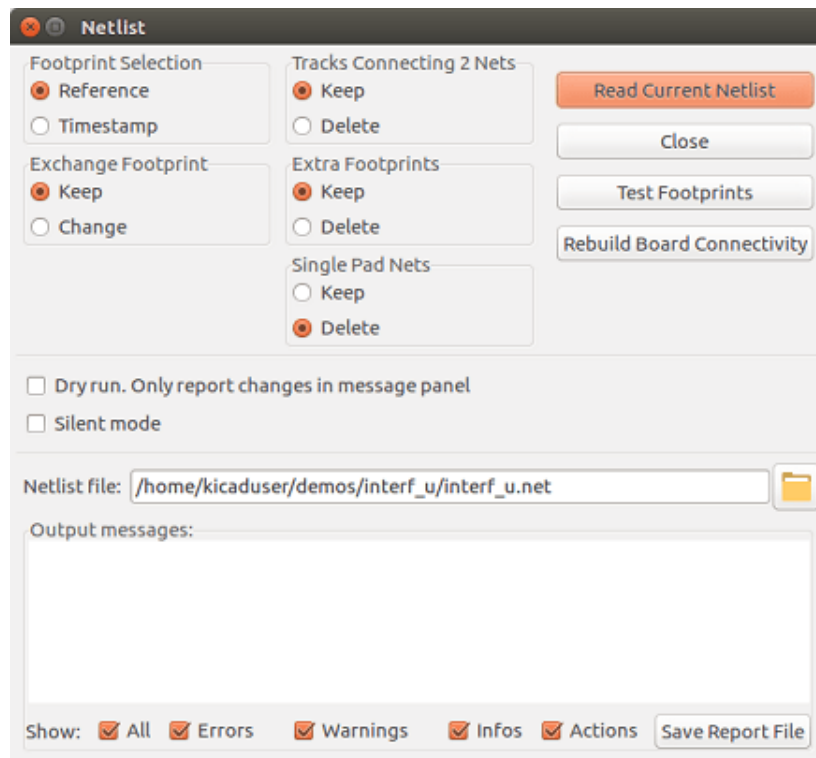 Netlist
Footprint Selection
Reference
Timestamp
Exchange Footprint
Keep
Change
Tracks Connecting 2 Nets
Keep
Delete
Extra Footprints
Keep
Delete
Single Pad Nets
Keep
Delete
Read Current Netlist
Close
Test Footprints
Rebuild Board Connectivity
Dry run. Only report changes in message panel
Silent mode
Netlist file: /home/kicaduser/demos/interf_u/interf_u.net
Output messages:
Show: All Errors Warnings Infos Actions Save Report File